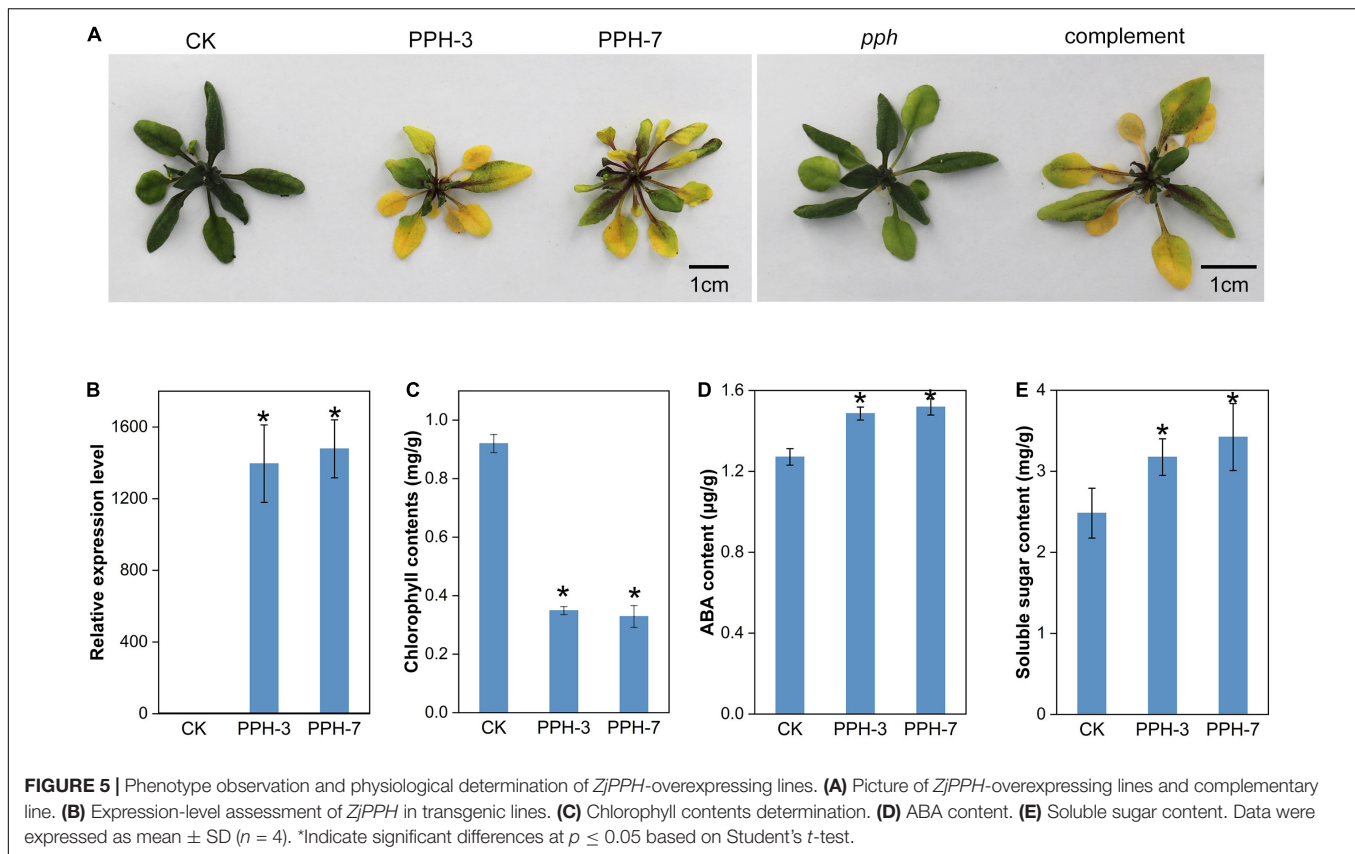 A CK PPH-3 PPH-7 pph complement
1cm 1cm
B
Relative expression level
1600
1200
800
400
0
CK PPH-3 PPH-7
* *
C
Chlorophyll contents (mg/g)
1.0
0.8
0.6
0.4
0.2
0.0
CK PPH-3 PPH-7
* *
D
ABA content (µg/g)
1.6
1.2
0.8
0.4
0.0
CK PPH-3 PPH-7
* *
E
Soluble sugar content (mg/g)
4
3
2
1
0
CK PPH-3 PPH-7
* *
FIGURE 5 | Phenotype observation and physiological determination of ZjPPH-overexpressing lines. (A) Picture of ZjPPH-overexpressing lines and complementary
line. (B) Expression-level assessment of ZjPPH in transgenic lines. (C) Chlorophyll contents determination. (D) ABA content. (E) Soluble sugar content. Data were
expressed as mean ± SD (n = 4). *Indicate significant differences at p ≤ 0.05 based on Student's t-test.